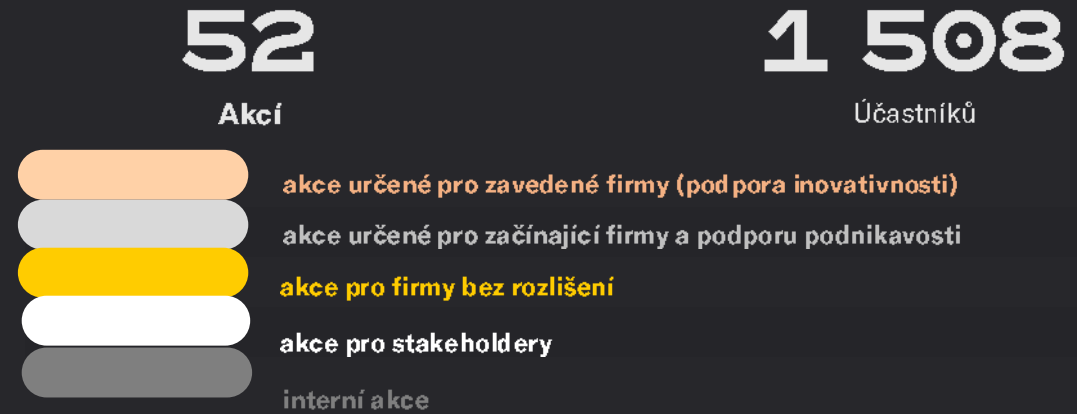 52
1 508
Akcí
Účastníků
akce určené pro zavedené firmy (podpora inovativnosti)
akce určené pro začínající firmy a podporu podnikavosti
akce pro firmy bez rozlišení
akce pro stakeholdery
interní akce